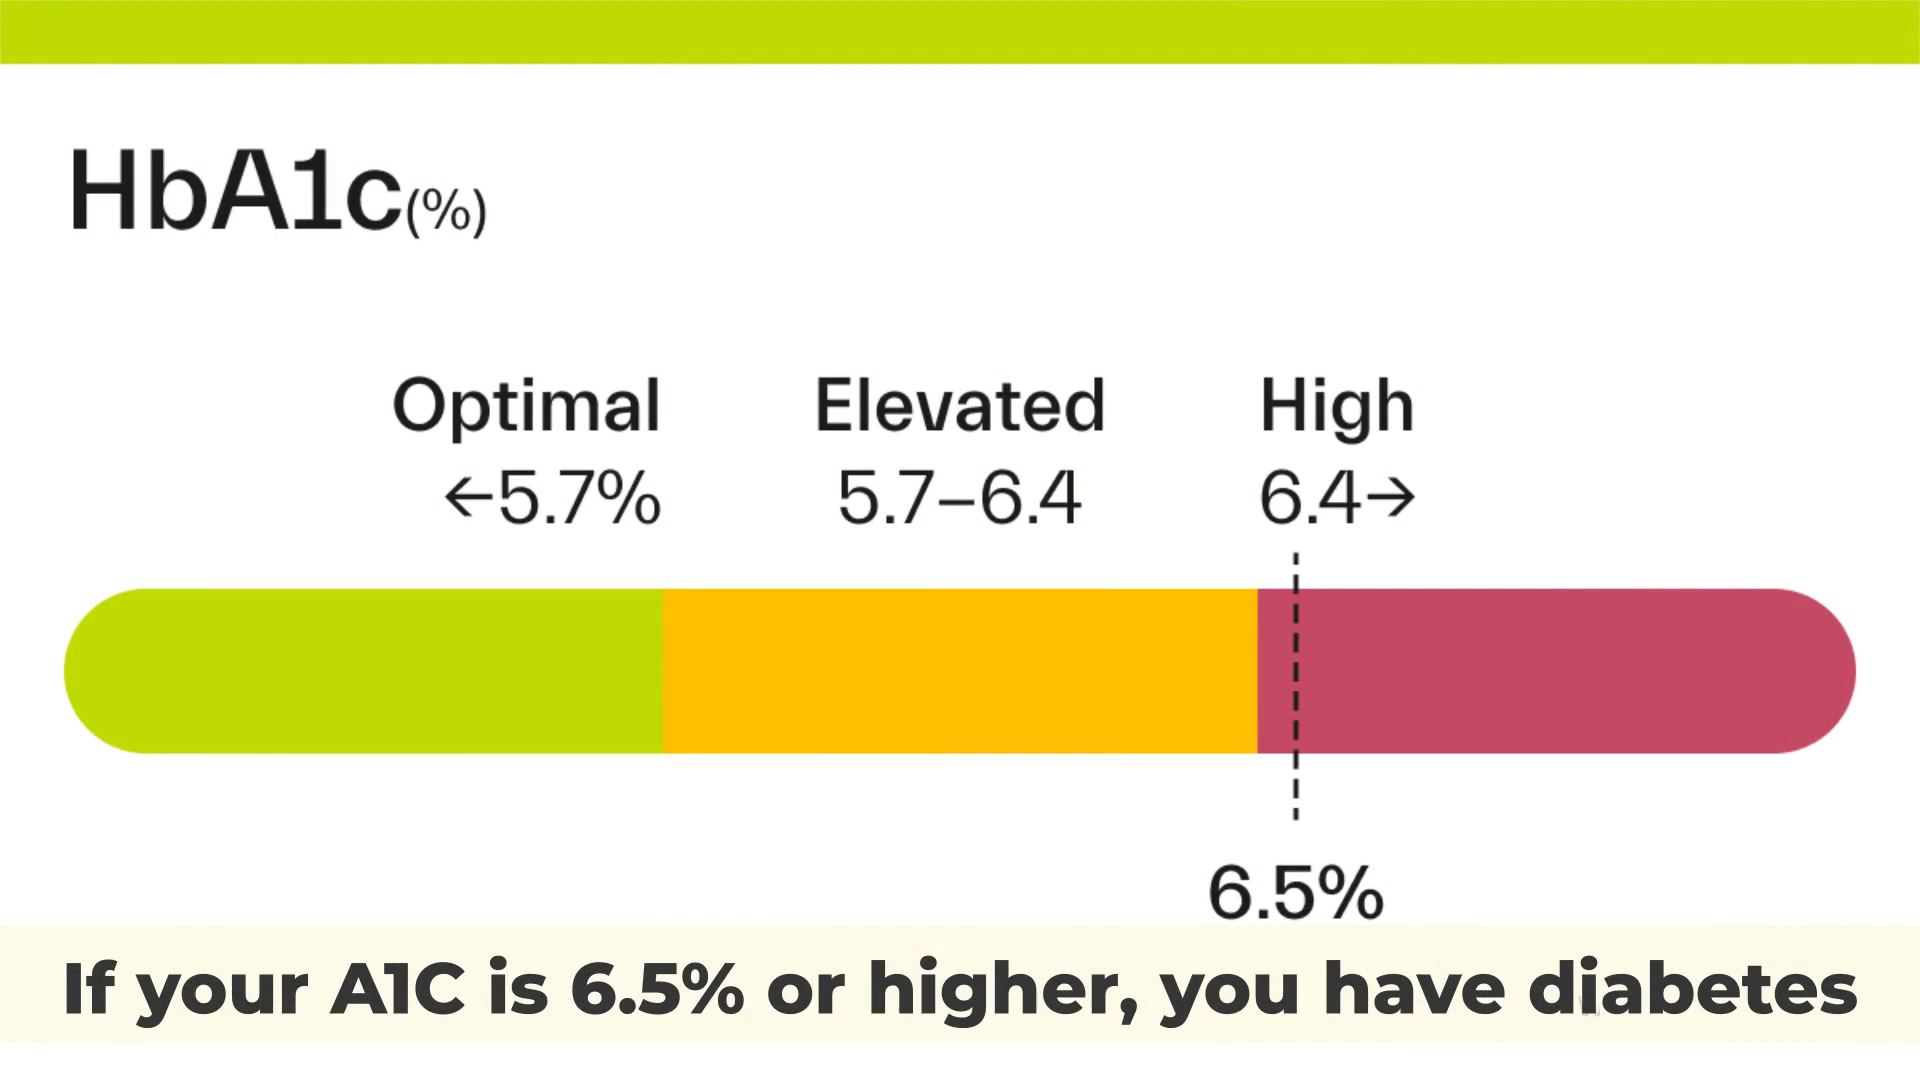 HbA1c(%)
Optimal Elevated High
←5.7% 5.7–6.4 6.4→
6.5%
If your A1C is 6.5% or higher, you have diabetes